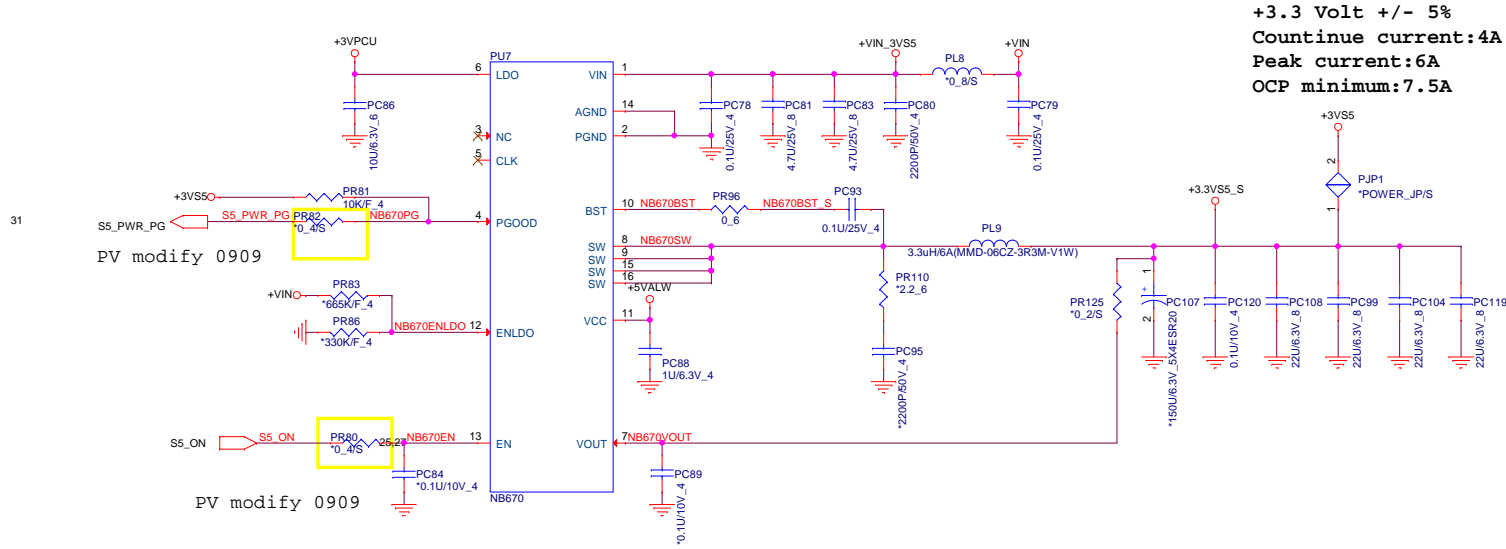 +3.3 Volt +/- 5%
Countinue current:4A
Peak current:6A
OCP minimum:7.5A
+3VPCU
PU7
6
LDO
PC86
10U/6.3V_6
3
NC
5
CLK
+3VS5
PR81
10K/F_4
31
S5_PWR_PG
S5_PWR_PG
PR82
*0_4/S
NB670PG
4
PGOOD
PV modify 0909
+VIN
PR83
*665K/F_4
PR86
*330K/F_4
NB670ENLDO
12
ENLDO
S5_ON
S5_ON
PR80
*0_4/S
25,27
NB670EN
13
EN
PC84
*0.1U/10V_4
PV modify 0909
NB670
VIN
1
AGND
14
PGND
2
PC78
0.1U/25V_4
PC81
4.7U/25V_8
PC83
4.7U/25V_8
+VIN_3VS5
PC80
2200P/50V_4
PL8
*0_8/S
+VIN
PC79
0.1U/25V_4
BST
10
NB670BST
PR96
0_6
NB670BST_S
PC93
0.1U/25V_4
SW
8
NB670SW
SW
9
SW
15
SW
16
PL9
3.3uH/6A(MMD-06CZ-3R3M-V1W)
PR110
*2.2_6
PC95
*2200P/50V_4
+5VALW
VCC
11
PC88
1U/6.3V_4
VOUT
7
NB670VOUT
PC89
*0.1U/10V_4
PR125
*0_2/S
1
+
2
PC107
*150U/6.3V_5X4ESR20
+3.3VS5_S
PC120
0.1U/10V_4
PC108
22U/6.3V_8
+3VS5
2
PJP1
*POWER_JP/S
1
PC99
22U/6.3V_8
PC104
22U/6.3V_8
PC119
22U/6.3V_8